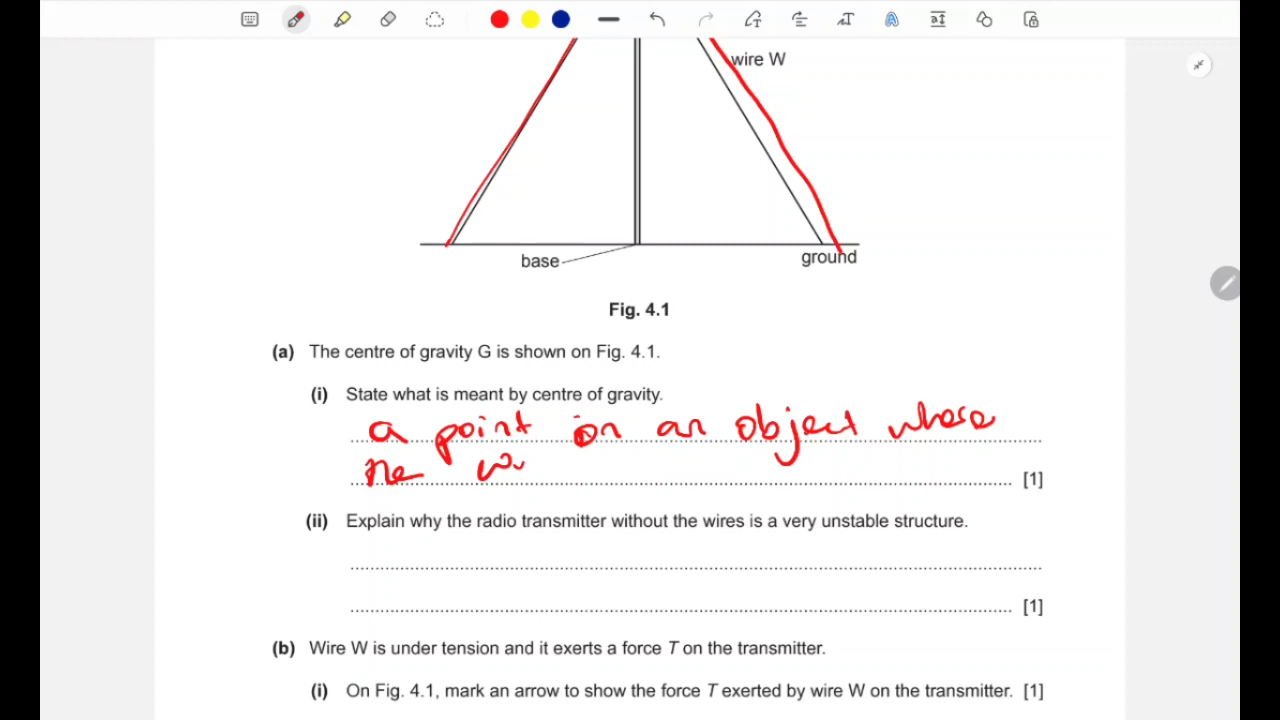 wire W
base
ground
Fig. 4.1
(a) The centre of gravity G is shown on Fig. 4.1.
(i) State what is meant by centre of gravity.
a point on an object where
the w
[1]
(ii) Explain why the radio transmitter without the wires is a very unstable structure.
[1]
(b) Wire W is under tension and it exerts a force T on the transmitter.
(i) On Fig. 4.1, mark an arrow to show the force T exerted by wire W on the transmitter. [1]